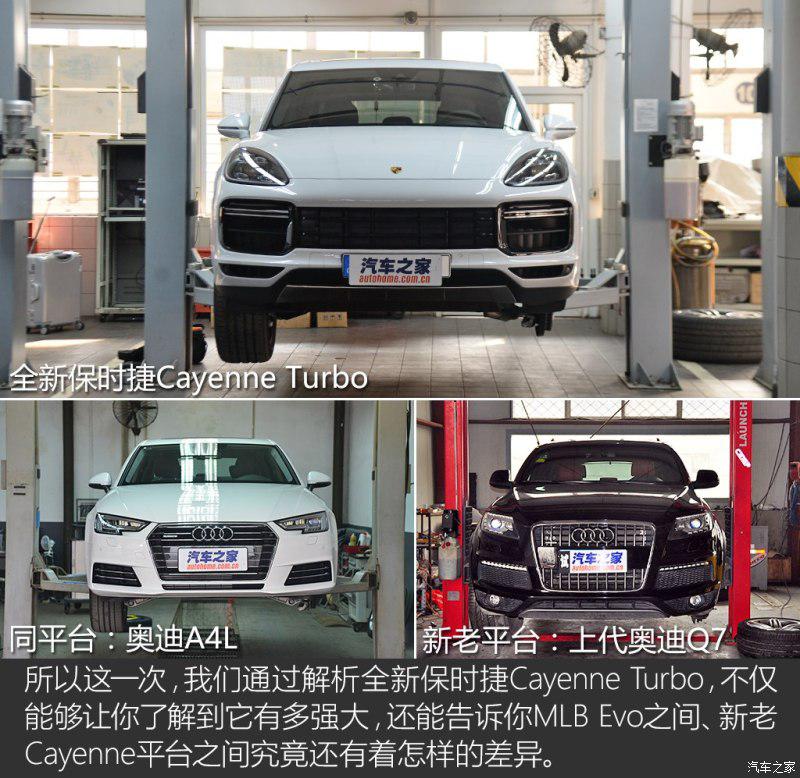 汽车之家
autohome.com.cn
全新保时捷Cayenne Turbo
汽车之家
autohome.com.cn
同平台：奥迪A4L
LAUNCH
汽车之家
autohome.com.cn
新老平台：上代奥迪Q7
所以这一次,我们通过解析全新保时捷Cayenne Turbo,不仅
能够让你了解到它有多强大,还能告诉你MLB Evo之间、新老
Cayenne平台之间究竟还有着怎样的差异。
汽车之家